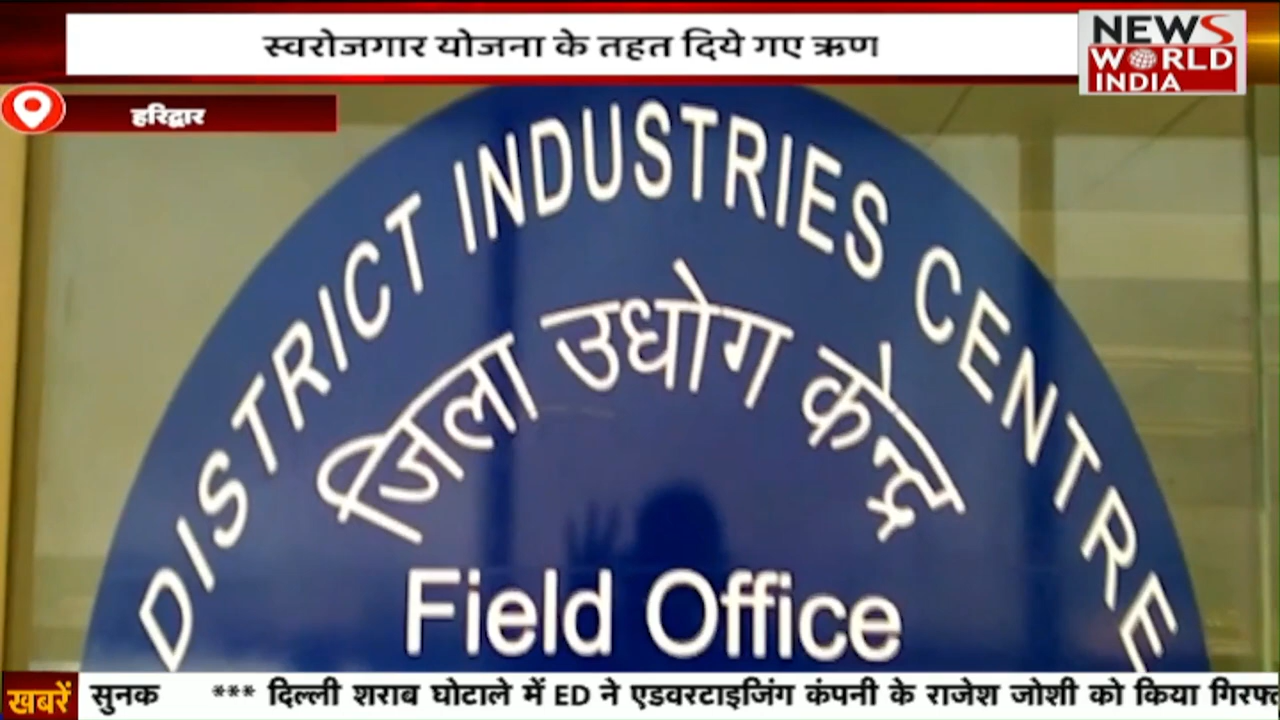 स्वरोजगार योजना के तहत दिये गए ऋण
NEWS
WORLD
INDIA
हरिद्वार
DISTRICT INDUSTRIES CENTRE
जिला उधोग केन्द्र
Field Office
खबरें
सुनक *** दिल्ली शराब घोटाले में ED ने एडवरटाइजिंग कंपनी के राजेश जोशी को किया